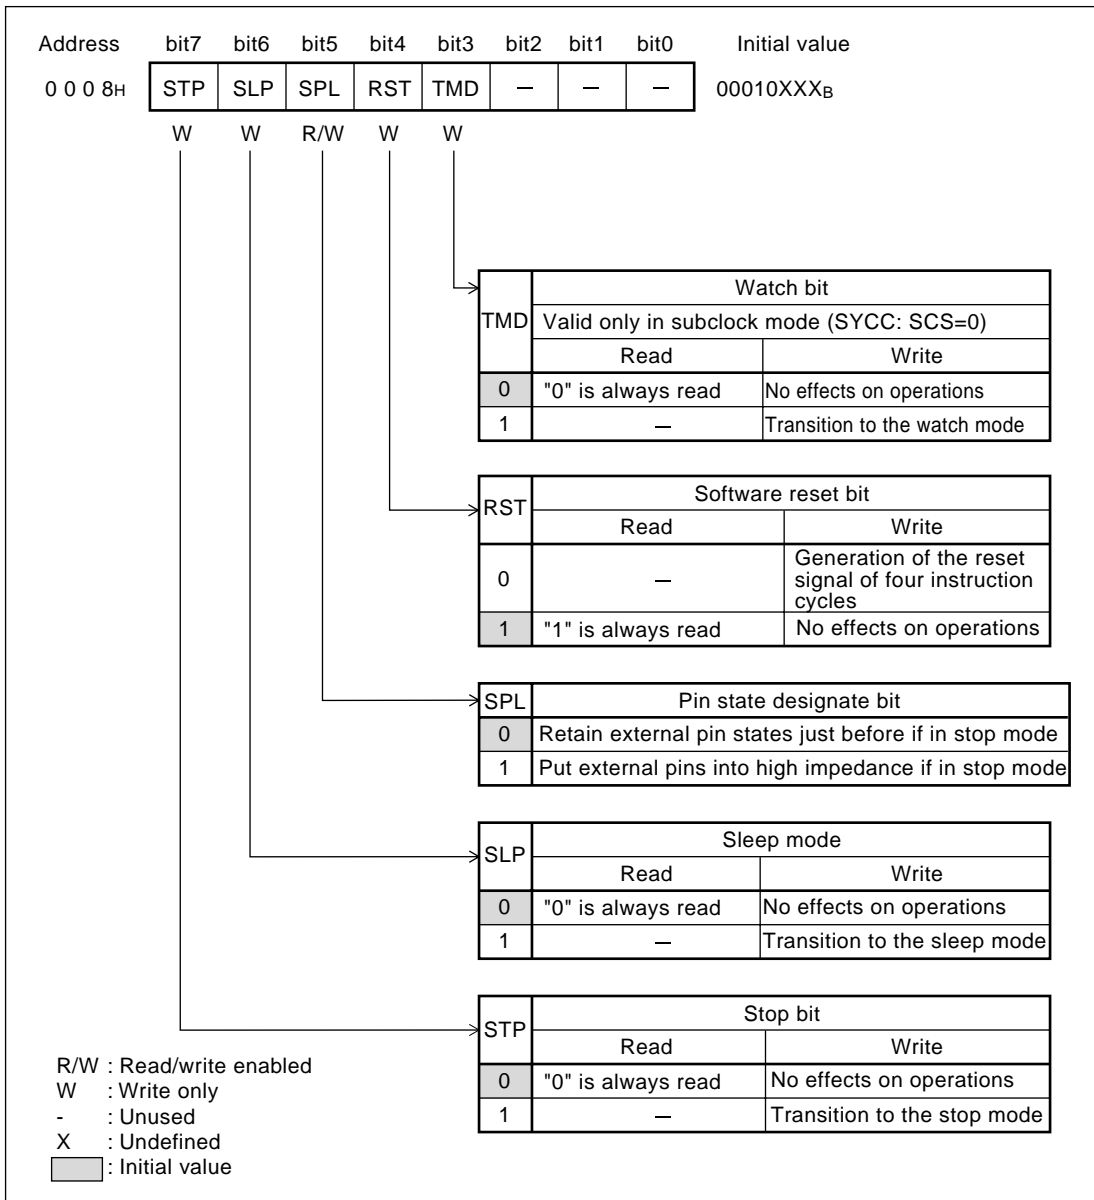 Address bit7 bit6 bit5 bit4 bit3 bit2 bit1 bit0 Initial value
0 0 0 8H STP SLP SPL RST TMD – – – 00010XXXB
W W R/W W W
TMD Watch bit
Valid only in subclock mode (SYCC: SCS=0)
Read Write
0 "0" is always read No effects on operations
1 – Transition to the watch mode
RST Software reset bit
Read Write
0 – Generation of the reset
signal of four instruction
cycles
1 "1" is always read No effects on operations
SPL Pin state designate bit
0 Retain external pin states just before if in stop mode
1 Put external pins into high impedance if in stop mode
SLP Sleep mode
Read Write
0 "0" is always read No effects on operations
1 – Transition to the sleep mode
STP Stop bit
Read Write
0 "0" is always read No effects on operations
1 – Transition to the stop mode
R/W : Read/write enabled
W : Write only
- : Unused
X : Undefined
: Initial value